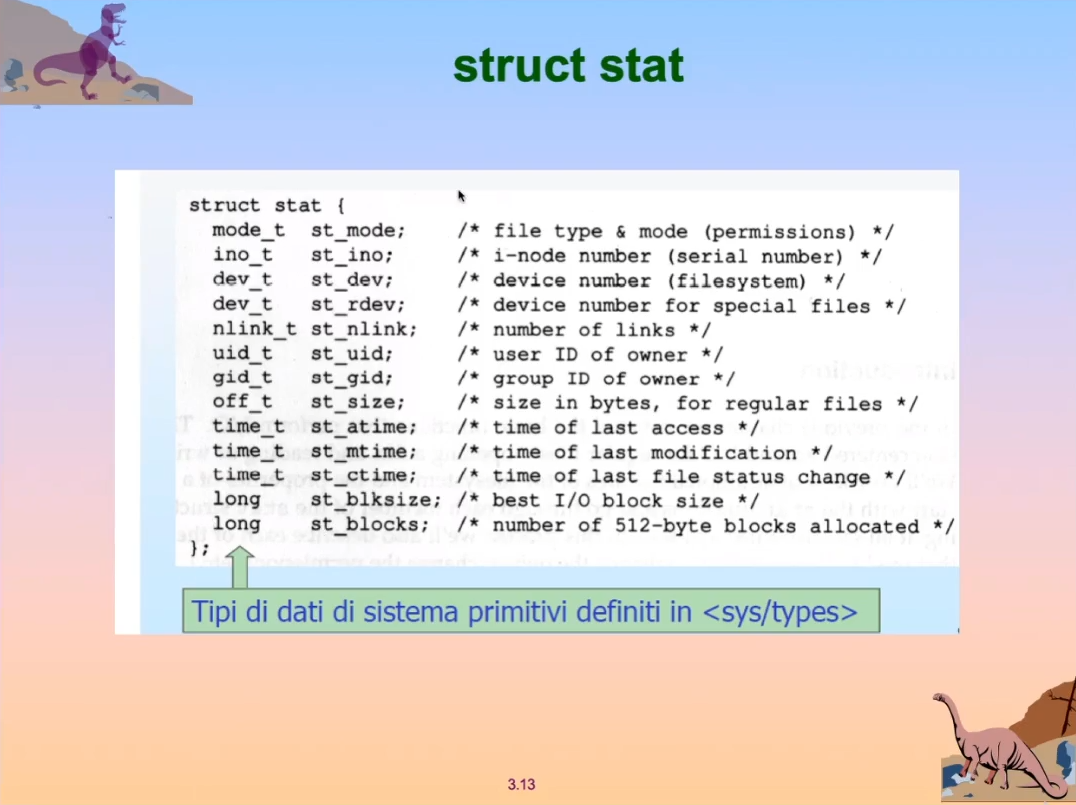 struct stat
struct stat {
mode_t st_mode; /* file type & mode (permissions) */
ino_t st_ino; /* i-node number (serial number) */
dev_t st_dev; /* device number (filesystem) */
dev_t st_rdev; /* device number for special files */
nlink_t st_nlink; /* number of links */
uid_t st_uid; /* user ID of owner */
gid_t st_gid; /* group ID of owner */
off_t st_size; /* size in bytes, for regular files */
time_t st_atime; /* time of last access */
time_t st_mtime; /* time of last modification */
time_t st_ctime; /* time of last file status change */
long st_blksize; /* best I/O block size */
long st_blocks; /* number of 512-byte blocks allocated */
};
Tipi di dati di sistema primitivi definiti in <sys/types>
3.13